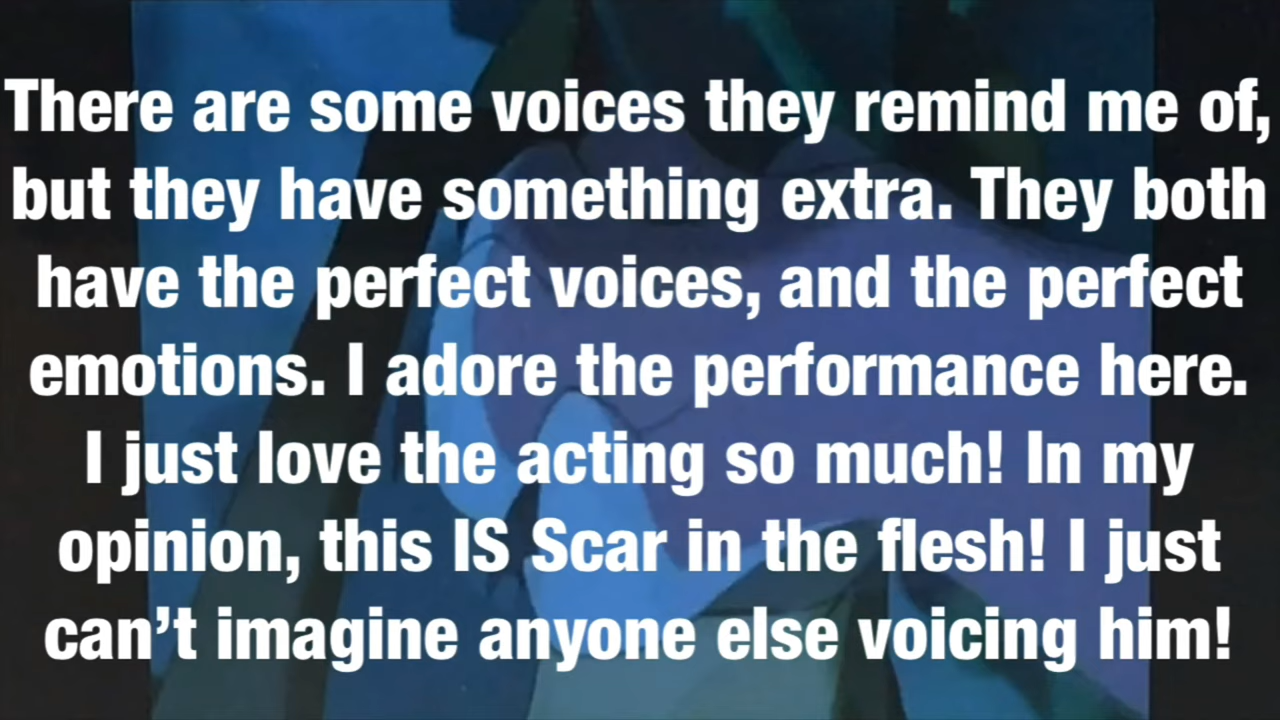 There are some voices they remind me of,
but they have something extra. They both
have the perfect voices, and the perfect
emotions. I adore the performance here.
I just love the acting so much! In my
opinion, this IS Scar in the flesh! I just
can’t imagine anyone else voicing him!